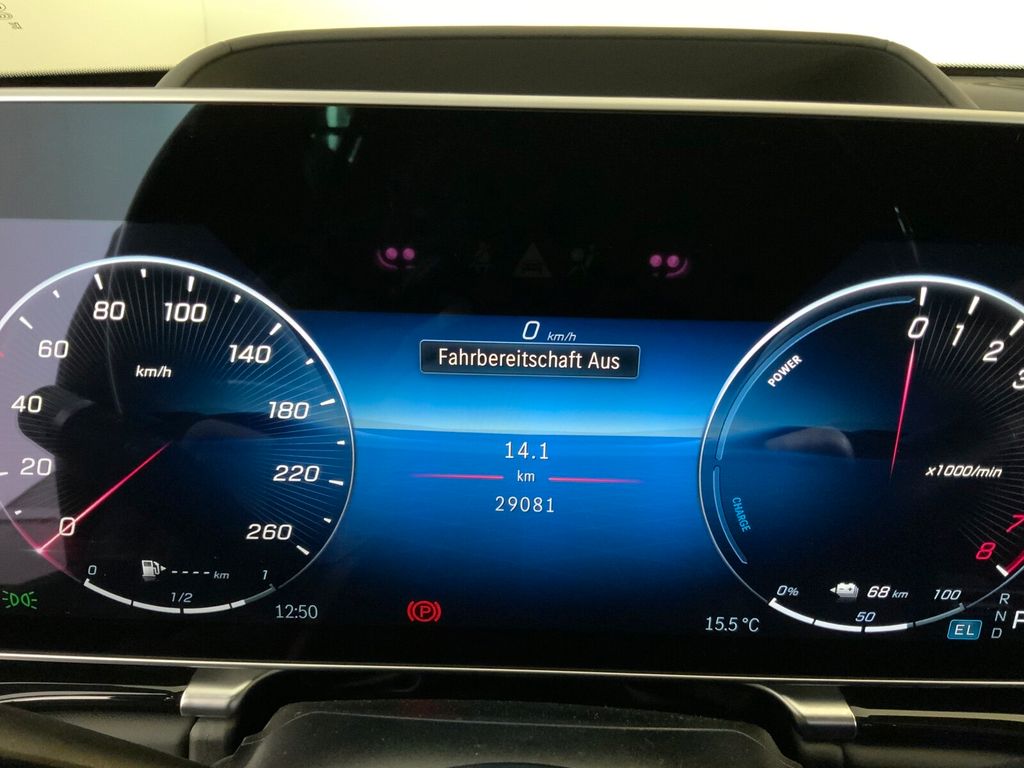 0 km/h
Fahrbereitschaft Aus
14.1
km
29081
0
20
40
60
80
100
140
180
220
260
km/h
0
1/2
1
---- km
12:50
P
15.5 °C
POWER
CHARGE
0
1
2
3
7
8
x1000/min
0%
50
100
68 km
EL
R
N
D
P